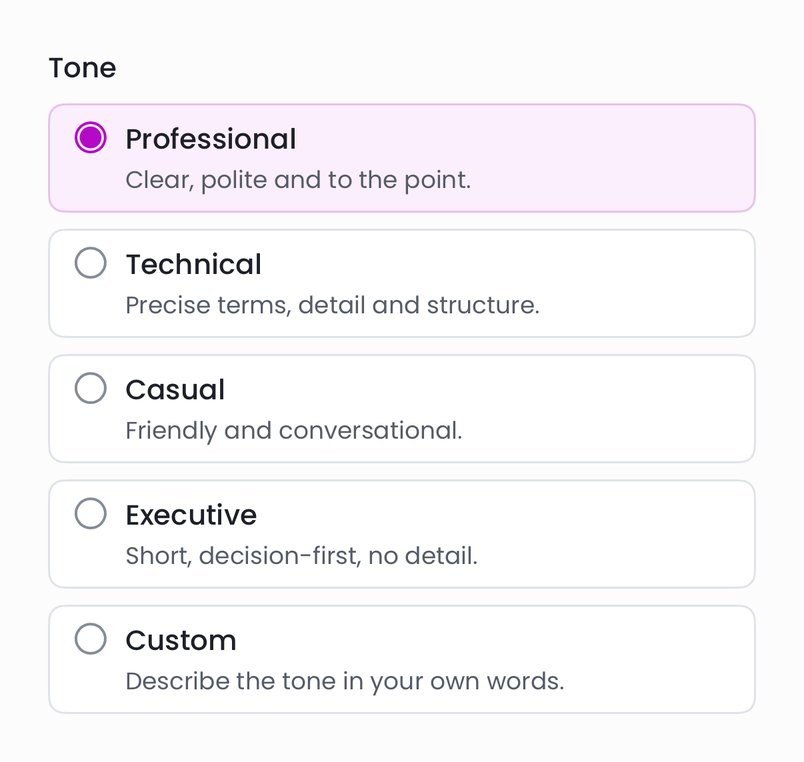 Tone
Professional
Clear, polite and to the point.
Technical
Precise terms, detail and structure.
Casual
Friendly and conversational.
Executive
Short, decision-first, no detail.
Custom
Describe the tone in your own words.